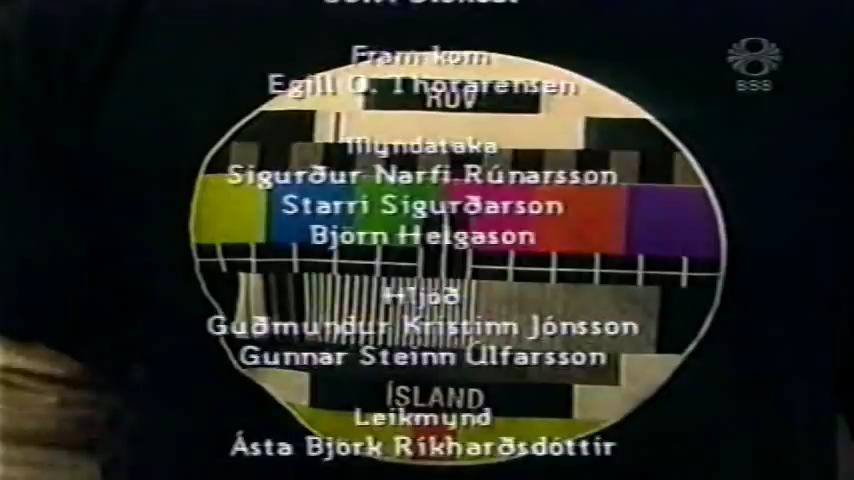 Fram kom
Egill Ó. Thorarensen
RÚV
Myndataka
Sigurður Narfi Rúnarsson
Starri Sigurðarson
Björn Helgason
Hljóð
Guðmundur Kristinn Jónsson
Gunnar Steinn Úlfarsson
ÍSLAND
Leikmynd
Ásta Björk Ríkharðsdóttir